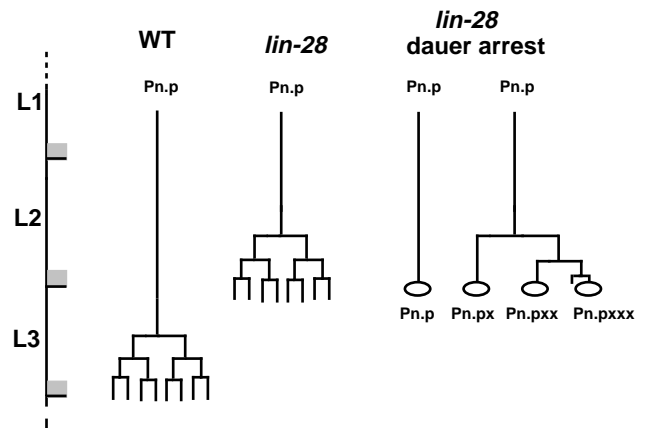 WT
lin-28
lin-28
dauer arrest
L1
Pn.p
Pn.p
Pn.p
Pn.p
L2
Pn.p
Pn.px
Pn.pxx
Pn.pxxx
L3